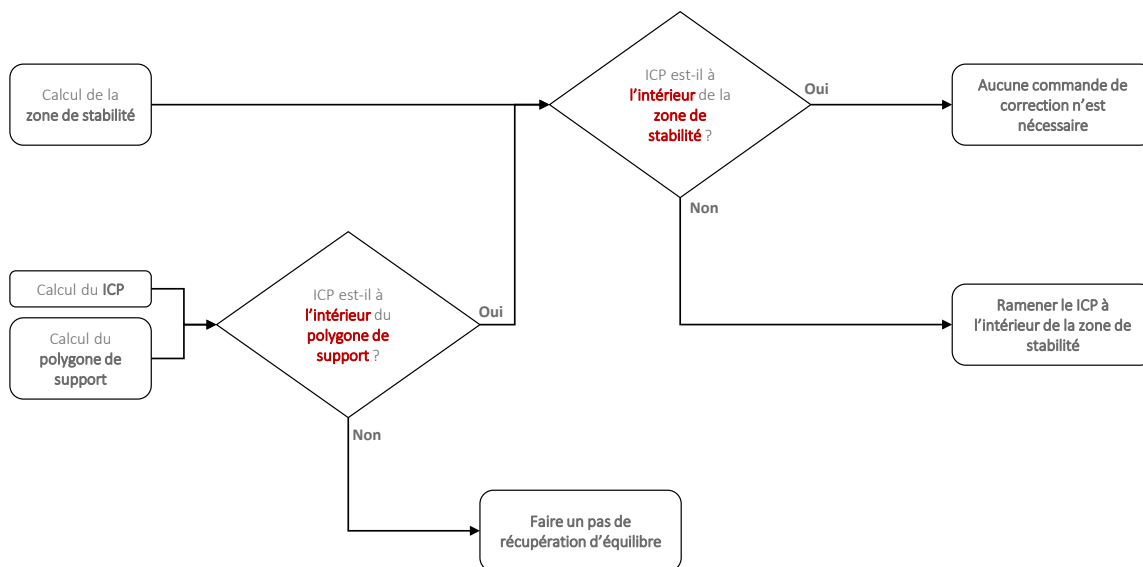 Calcul de la
zone de stabilité
ICP est-il à
l'intérieur de la
zone de
stabilité ?
Oui
Aucune commande de
correction n'est
nécessaire
Non
Calcul du ICP
Calcul du
polygone de
support
ICP est-il à
l'intérieur du
polygone de
support ?
Oui
Ramener le ICP à
l'intérieur de la zone de
stabilité
Non
Faire un pas de
récupération d'équilibre